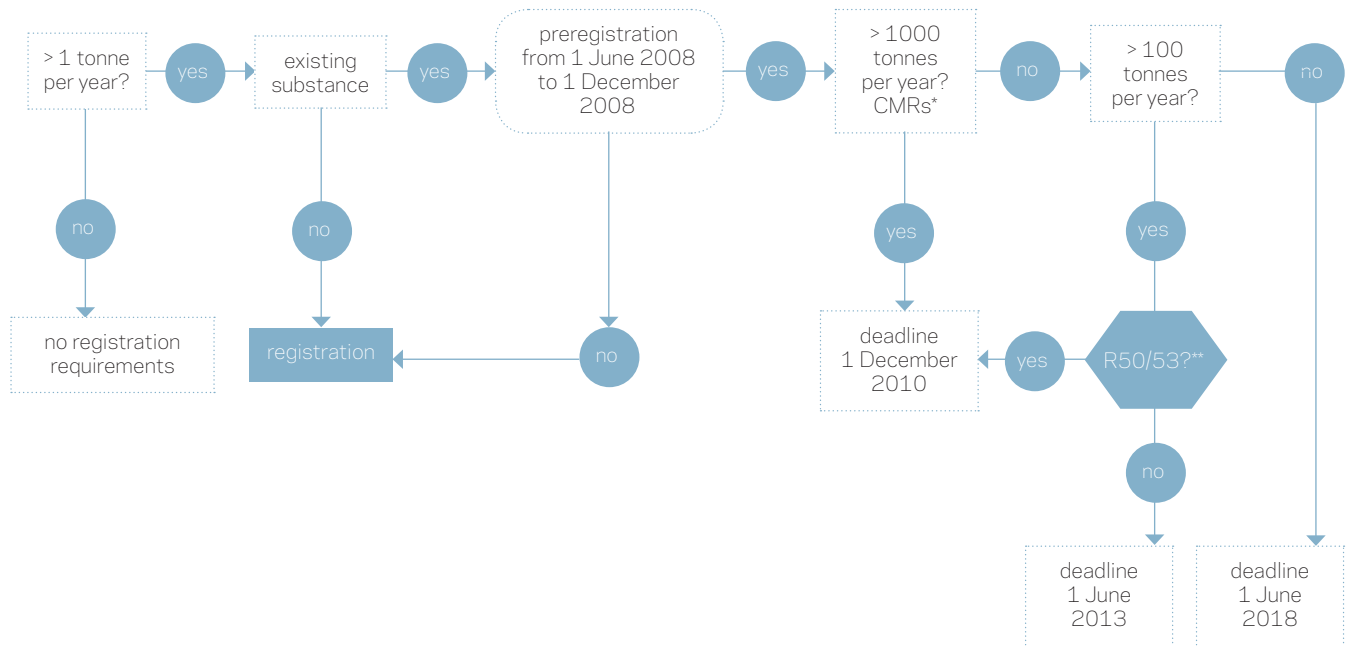 > 1 tonne
per year?
yes
existing
substance
yes
preregistration
from 1 June 2008
to 1 December
2008
yes
> 1000
tonnes
per year?
CMRs*
no
> 100
tonnes
per year?
no
no
no
yes
yes
no registration
requirements
registration
no
deadline
1 December
2010
yes
R50/53?**
no
deadline
1 June
2013
deadline
1 June
2018